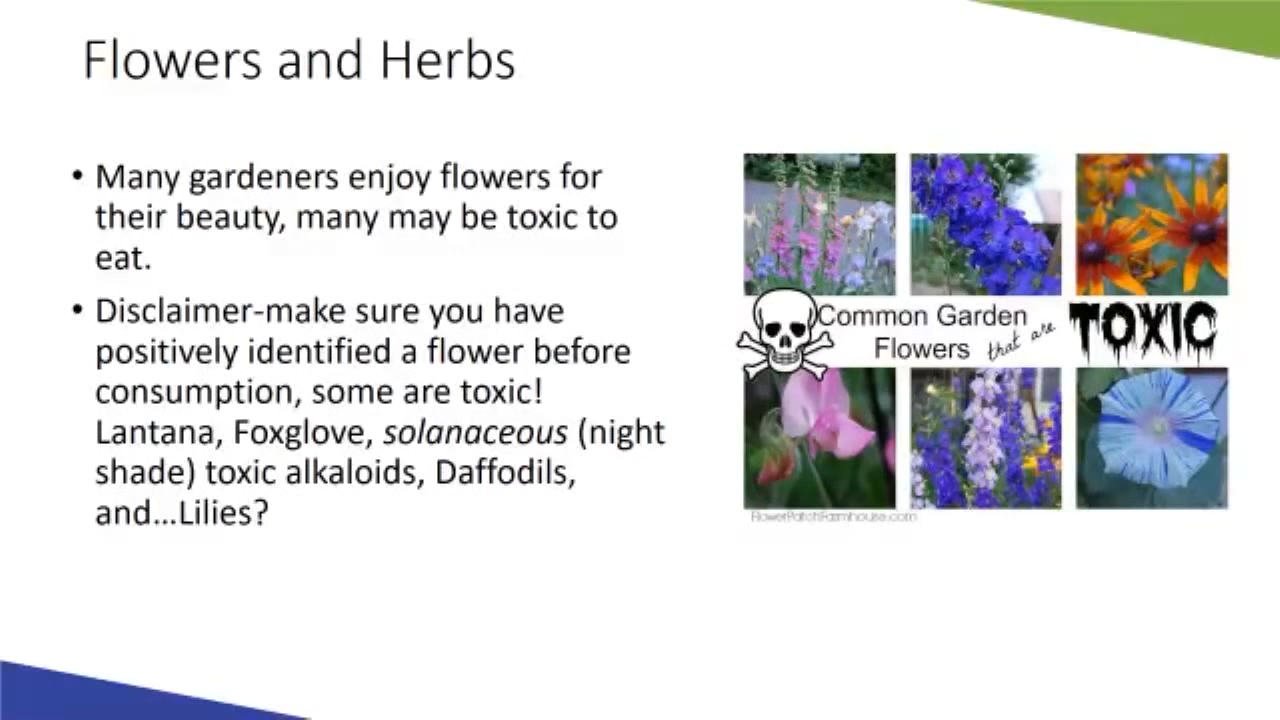 Flowers and Herbs
• Many gardeners enjoy flowers for
their beauty, many may be toxic to
eat.
• Disclaimer-make sure you have
positively identified a flower before
consumption, some are toxic!
Lantana, Foxglove, solanaceous (night
shade) toxic alkaloids, Daffodils,
and...Lilies?
Common Garden
Flowers that are TOXIC
FlowerPatchFarmhouse.com